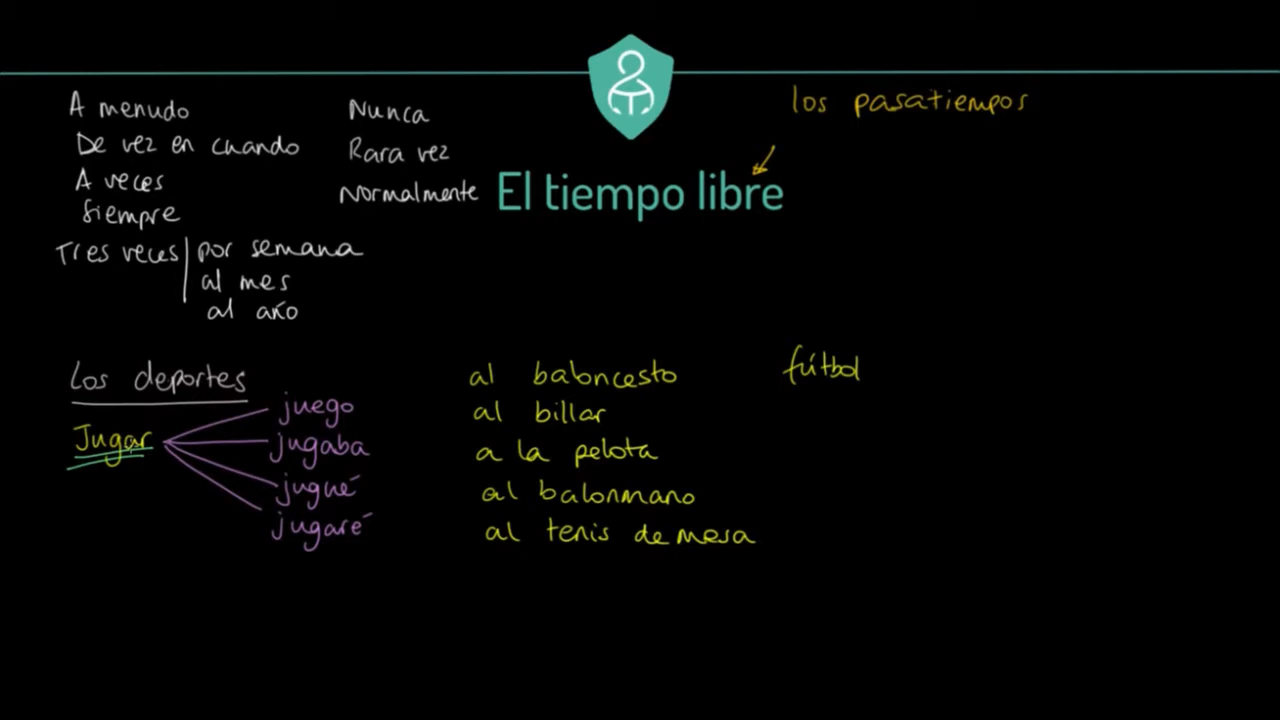 A menudo
De vez en cuando
A veces
Siempre
Tres veces por semana
al mes
al año
Nunca
Rara vez
Normalmente
los pasatiempos
El tiempo libre
Los deportes
Jugar
juego
jugaba
jugué
jugaré
al baloncesto
al billar
a la pelota
al balonmano
al tenis de mesa
fútbol